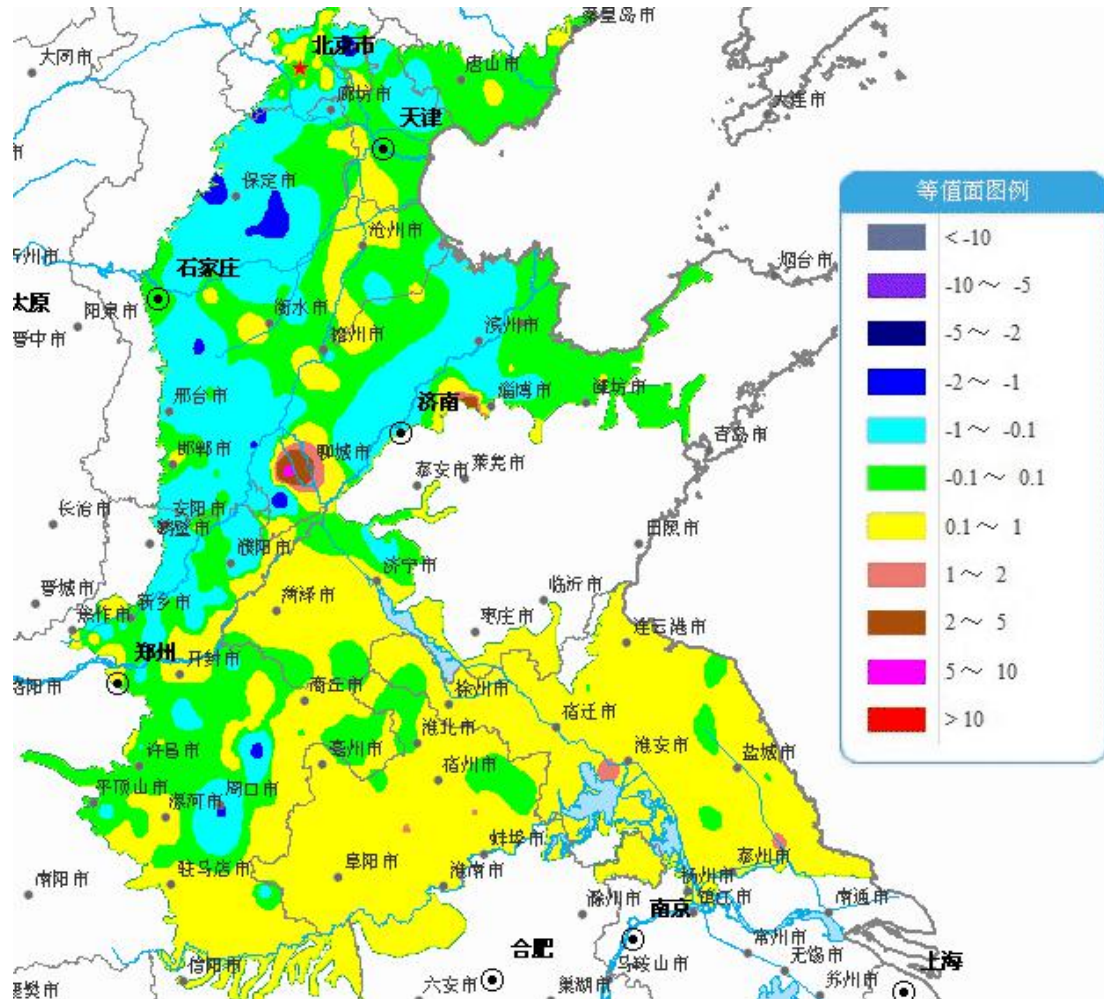 秦皇岛市
大同市
北京市
唐山市
廊坊市
大连市
天津
市
保定市
等值面图例
< -10
-10～ -5
-5～ -2
-2～ -1
-1～ -0.1
-0.1～ 0.1
0.1～ 1
1～ 2
2～ 5
5～ 10
> 10
沧州市
忻州市
石家庄
烟台市
太原
阳泉市
衡水市
滨州市
晋中市
德州市
淄博市
潍坊市
邢台市
济南
青岛市
邯郸市
聊城市
莱芜市
泰安市
长治市
安阳市
鹤壁市
日照市
濮阳市
济宁市
临沂市
晋城市
菏泽市
新乡市
焦作市
枣庄市
连云港市
郑州
开封市
洛阳市
商丘市
徐州市
宿迁市
淮北市
许昌市
亳州市
淮安市
盐城市
宿州市
平顶山市
周口市
漯河市
蚌埠市
泰州市
驻马店市
阜阳市
淮南市
扬州市
南阳市
滁州市
镇江市
南京
南通市
常州市
合肥
无锡市
上海
信阳市
马鞍山市
襄樊市
六安市
巢湖市
苏州市